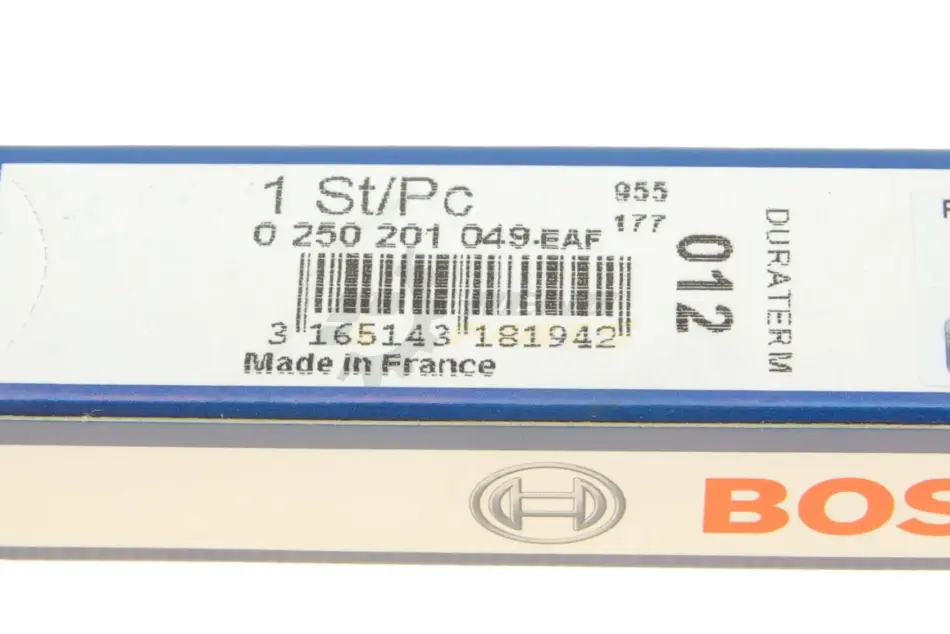 1 St/Pc
955
177
0 250 201 049-EAF
012
DURATERM
3 165143 181942
Made in France
BOS